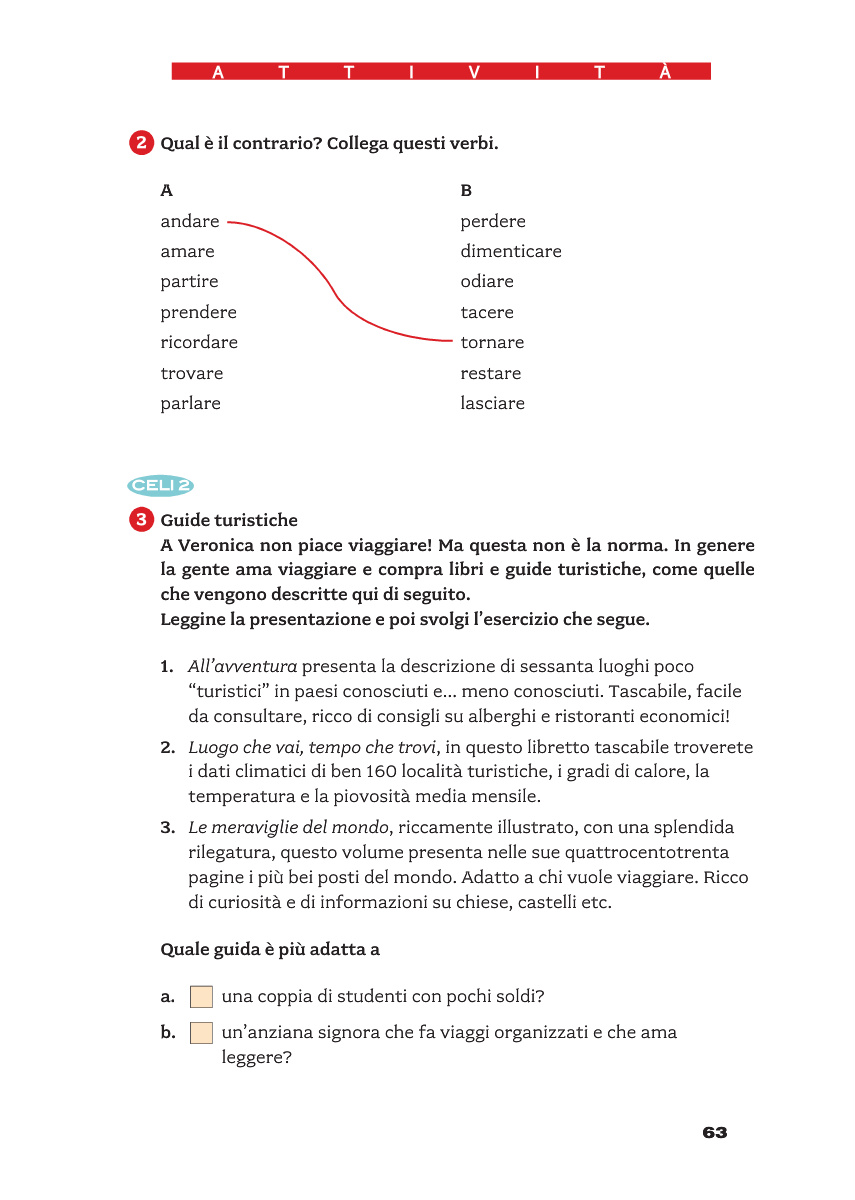 ATTIVITÀ
2 Qual è il contrario? Collega questi verbi.
A B
andare perdere
amare dimenticare
partire odiare
prendere tacere
ricordare tornare
trovare restare
parlare lasciare
CELI 2
3 Guide turistiche
A Veronica non piace viaggiare! Ma questa non è la norma. In genere
la gente ama viaggiare e compra libri e guide turistiche, come quelle
che vengono descritte qui di seguito.
Leggine la presentazione e poi svolgi l’esercizio che segue.
1. All’avventura presenta la descrizione di sessanta luoghi poco
“turistici” in paesi conosciuti e... meno conosciuti. Tascabile, facile
da consultare, ricco di consigli su alberghi e ristoranti economici!
2. Luogo che vai, tempo che trovi, in questo libretto tascabile troverete
i dati climatici di ben 160 località turistiche, i gradi di calore, la
temperatura e la piovosità media mensile.
3. Le meraviglie del mondo, riccamente illustrato, con una splendida
rilegatura, questo volume presenta nelle sue quattrocentotrenta
pagine i più bei posti del mondo. Adatto a chi vuole viaggiare. Ricco
di curiosità e di informazioni su chiese, castelli etc.
Quale guida è più adatta a
a. una coppia di studenti con pochi soldi?
b. un’anziana signora che fa viaggi organizzati e che ama
leggere?
63